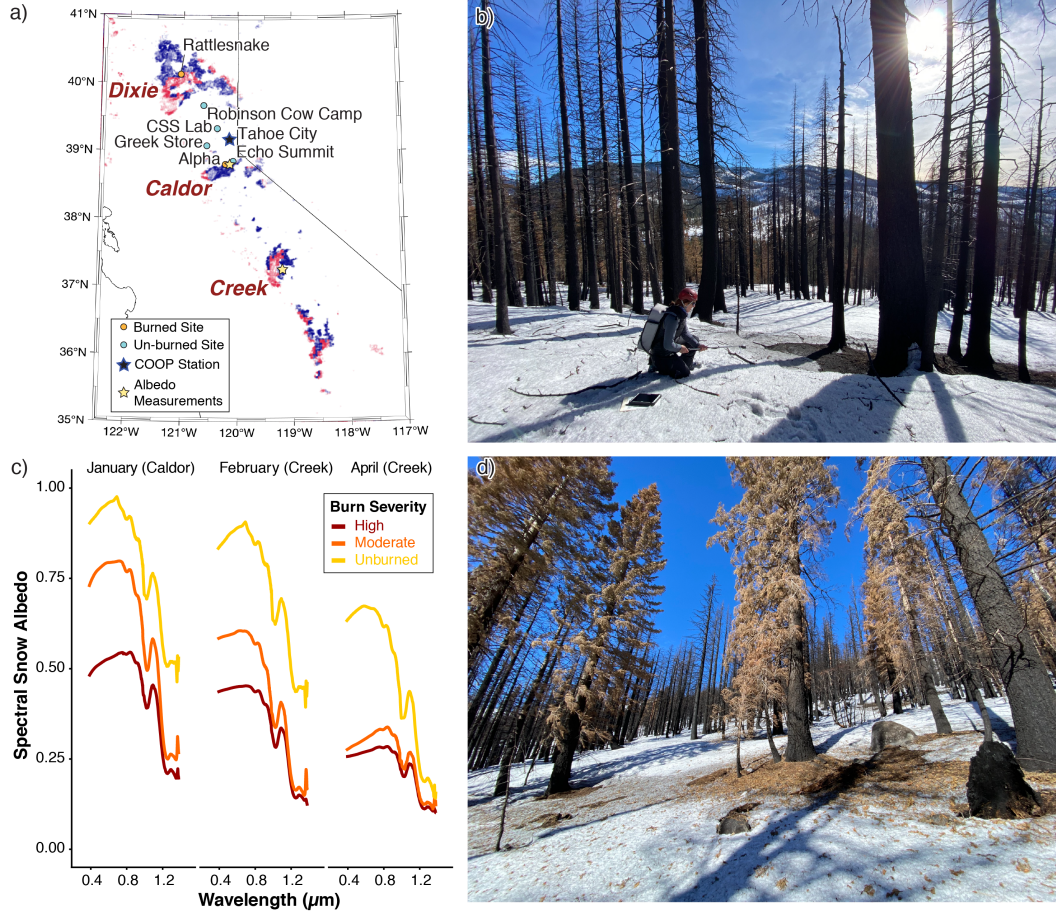 a)
41°N
40°N
39°N
38°N
37°N
36°N
35°N
122°W
121°W
120°W
119°W
118°W
117°W
Rattlesnake
Dixie
Robinson Cow Camp
CSS Lab
Tahoe City
Greek Store
Echo Summit
Alpha
Caldor
Creek
Burned Site
Un-burned Site
COOP Station
Albedo
Measurements
b)
c)
January (Caldor)
February (Creek)
April (Creek)
Burn Severity
High
Moderate
Unburned
Spectral Snow Albedo
1.00
0.75
0.50
0.25
0.00
0.4 0.8 1.2
0.4 0.8 1.2
0.4 0.8 1.2
Wavelength (μm)
d)